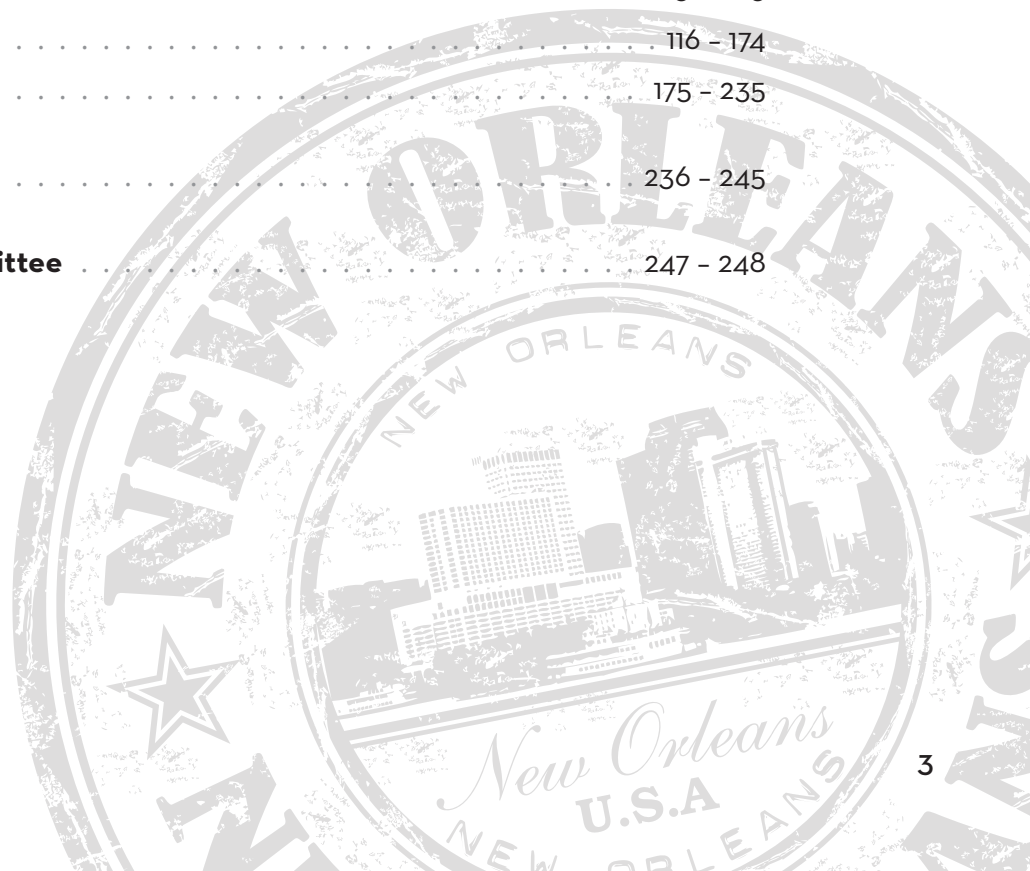 116 – 174
175 – 235
236 – 245
ittee 247 – 248
NEW ORLEANS
NEW ORLEANS
New Orleans
U.S.A
NEW ORLEANS
3